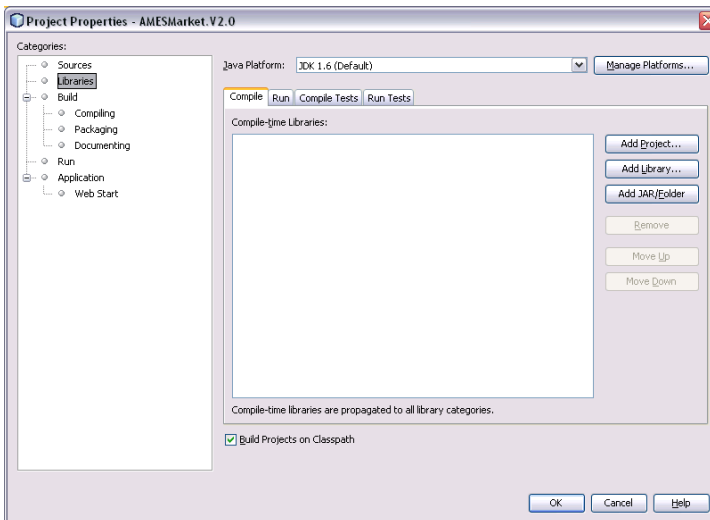 Project Properties - AMESMarket.V2.0
Categories:
Sources
Libraries
Build
Compiling
Packaging
Documenting
Run
Application
Web Start
Java Platform: JDK 1.6 (Default) Manage Platforms...
Compile Run Compile Tests Run Tests
Compile-time Libraries:
Add Project...
Add Library...
Add JAR/Folder
Remove
Move Up
Move Down
Compile-time libraries are propagated to all library categories.
Build Projects on Classpath
OK Cancel Help